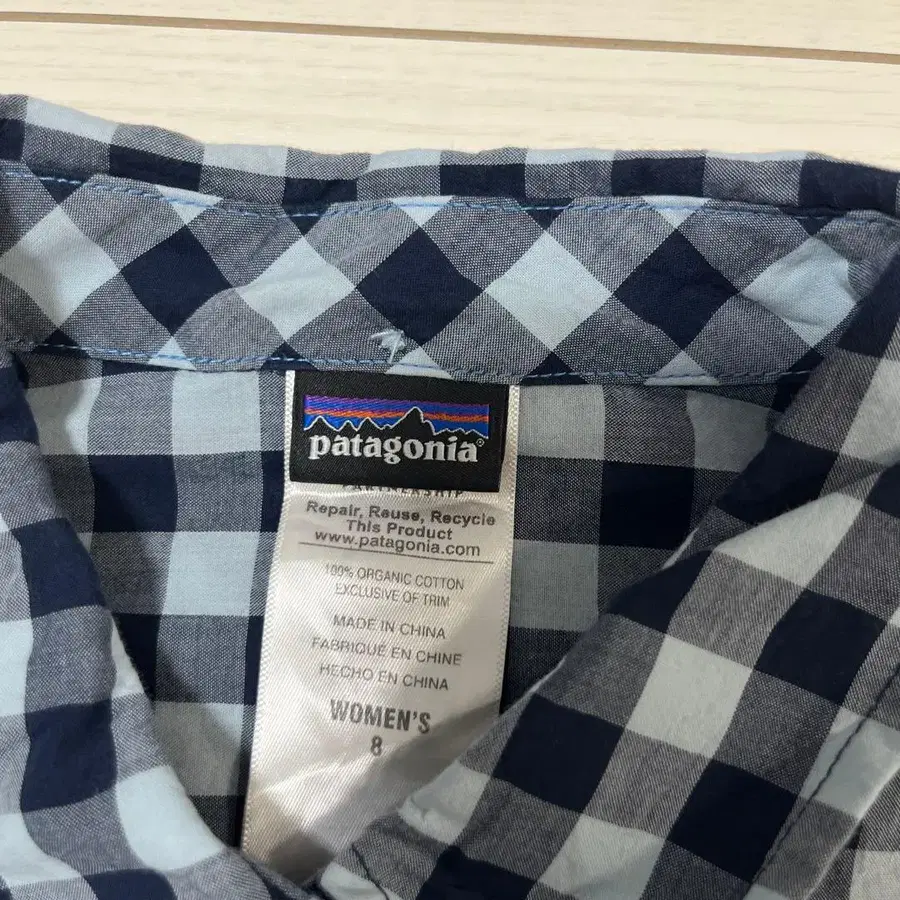 patagonia®
PARTNERSHIP
Repair, Reuse, Recycle
This Product
www.patagonia.com
100% ORGANIC COTTON
EXCLUSIVE OF TRIM
MADE IN CHINA
FABRIQUÉ EN CHINE
HECHO EN CHINA
WOMEN'S
8